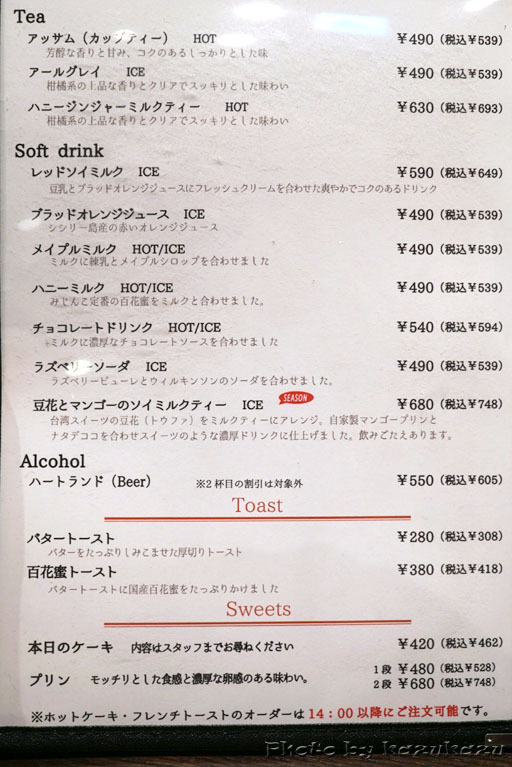 Tea
アッサム（カップティー） HOT ￥490（税込￥539）
芳醇な香りと甘み、コクのあるしっかりとした味
アールグレイ ICE ￥490（税込￥539）
柑橘系の上品な香りとクリアでスッキリとした味わい
ハニージンジャーミルクティー HOT ￥630（税込￥693）
柑橘系の上品な香りとクリアでスッキリとした味わい
Soft drink
レッドソイミルク ICE ￥590（税込￥649）
豆乳とブラッドオレンジジュースにフレッシュクリームを合わせた爽やかでコクのあるドリンク
ブラッドオレンジジュース ICE ￥490（税込￥539）
シシリー島産の赤いオレンジジュース
メイプルミルク HOT/ICE ￥490（税込￥539）
ミルクに練乳とメイプルシロップを合わせました
ハニーミルク HOT/ICE ￥490（税込￥539）
みじんこ定番の百花蜜をミルクと合わせました。
チョコレートドリンク HOT/ICE ￥540（税込￥594）
ミルクに濃厚なチョコレートソースを合わせました
ラズベリーソーダ ICE ￥490（税込￥539）
ラズベリーピューレとウィルキンソンのソーダを合わせました。
豆花とマンゴーのソイミルクティー ICE SEASON ￥680（税込￥748）
台湾スイーツの豆花（トウファ）をミルクティーにアレンジ。自家製マンゴープリンと
ナタデココを合わせスイーツのような濃厚ドリンクに仕上げました。飲みごたえあります。
Alcohol
ハートランド（Beer） ※2杯目の割引は対象外 ￥550（税込￥605）
Toast
バタートースト ￥280（税込￥308）
バターをたっぷりしみこませた厚切りトースト
百花蜜トースト ￥380（税込￥418）
バタートーストに国産百花蜜をたっぷりかけました
Sweets
本日のケーキ 内容はスタッフまでお尋ねください ￥420（税込￥462）
プリン モッチリとした食感と濃厚な卵感のある味わい。 1段 ￥480（税込￥528）
2段 ￥680（税込￥748）
※ホットケーキ・フレンチトーストのオーダーは14：00以降にご注文可能です。
Photo by kazukazu